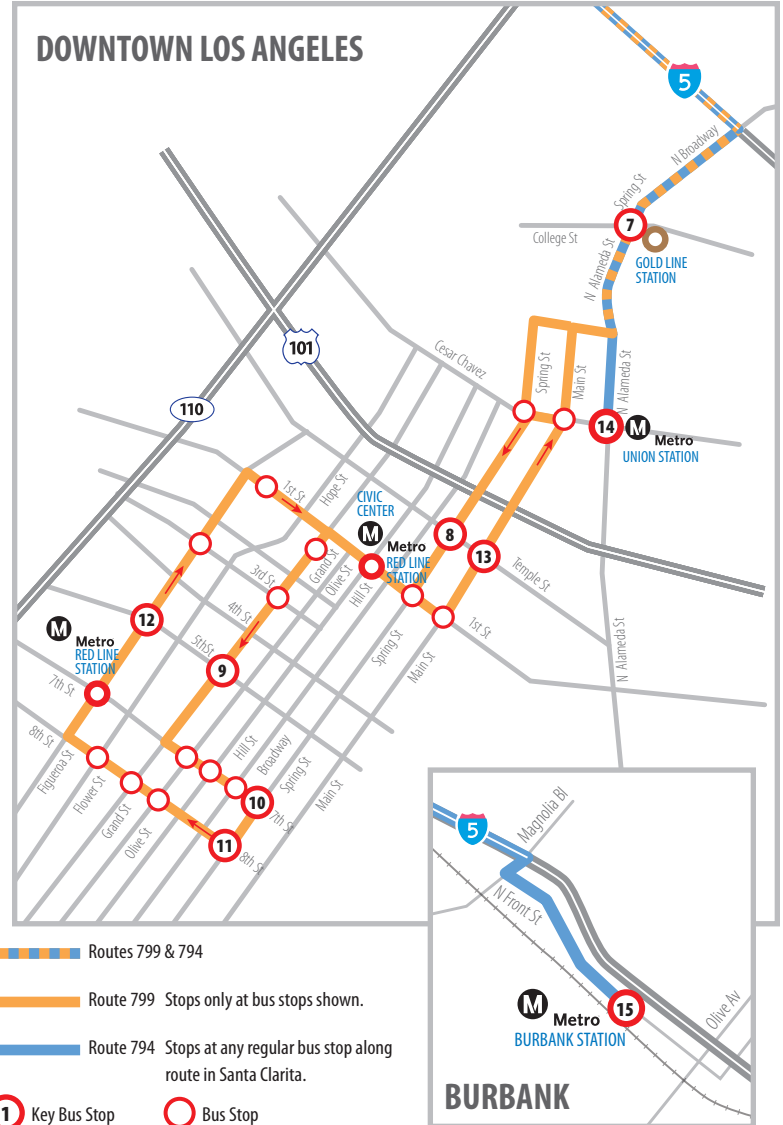 DOWNTOWN LOS ANGELES
5
N Broadway
Spring St
7
College St
GOLD LINE
STATION
N Alameda St
101
Cesar Chavez
Spring St
Main St
N Alameda St
110
14
M
Metro
UNION STATION
1st St
Hope St
CIVIC
CENTER
M
Metro
RED LINE
STATION
8
13
Temple St
Grand St
Olive St
Hill St
3rd St
4th St
5thSt
12
M
Metro
RED LINE
STATION
7th St
9
Spring St
Main St
1st St
N Alameda St
8th St
Figueroa St
Flower St
Grand St
Olive St
Hill St
Broadway
Spring St
Main St
10
7th St
11
8th St
5
Magnolia Bl
N Front St
15
M
Metro
BURBANK STATION
Olive Av
BURBANK
Routes 799 & 794
Route 799 Stops only at bus stops shown.
Route 794 Stops at any regular bus stop along
route in Santa Clarita.
1 Key Bus Stop
Bus Stop